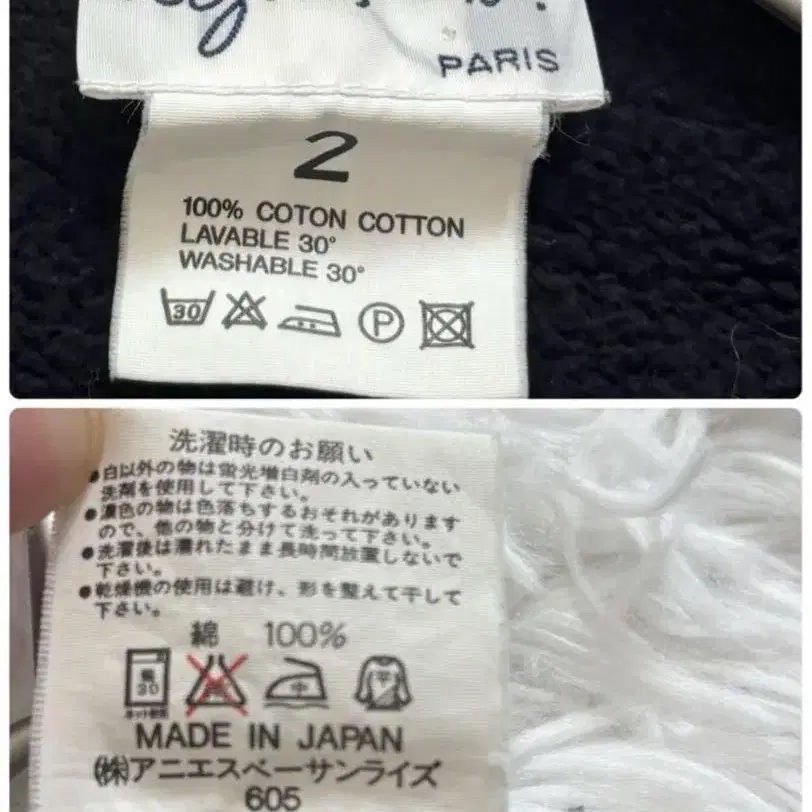 PARIS
2
100% COTON COTTON
LAVABLE 30°
WASHABLE 30°
30 P
洗濯時のお願い
●白以外の物は蛍光増白剤の入っていない
洗剤を使用して下さい。
●濃色の物は色落ちするおそれがあります
ので、他の物と分けて洗って下さい。
●洗濯後は濡れたまま長時間放置しないで
下さい。
●乾燥機の使用は避け、形を整えて干して
下さい。
綿 100%
30 中 平
MADE IN JAPAN
(株)アニエスベーサンライズ
605